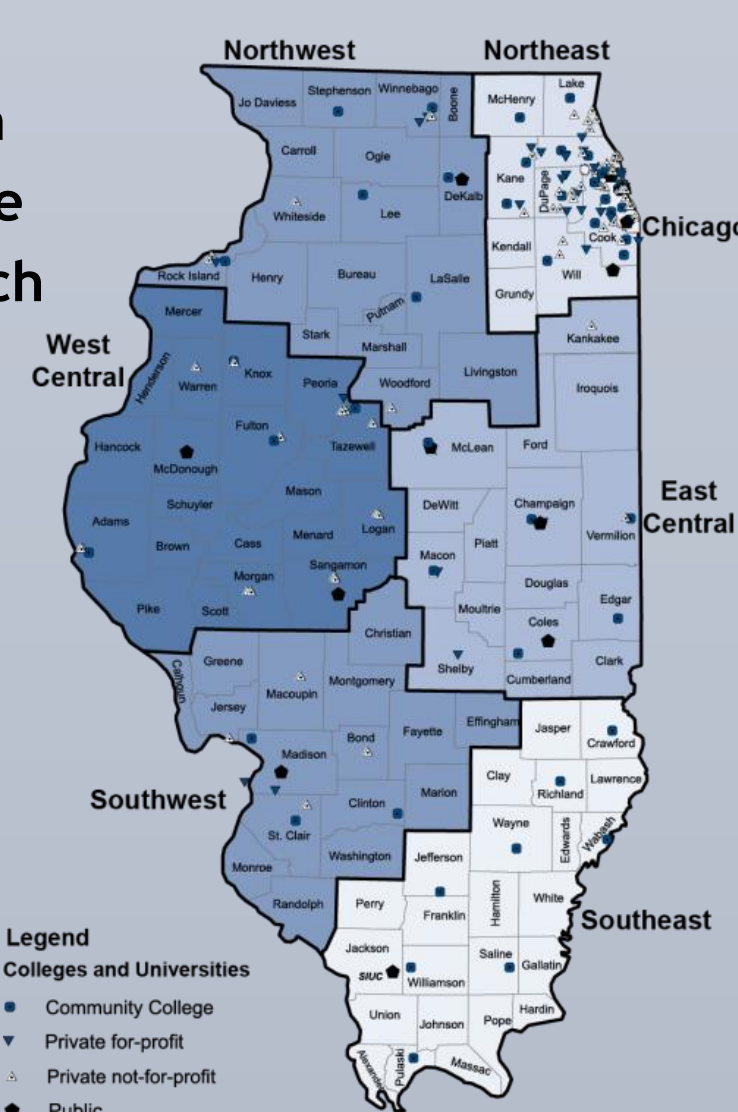 Northwest
Northeast
n
e
ch
Jo Daviess
Stephenson
Winnebago
Boone
McHenry
Lake
Carroll
Ogle
DeKalb
Kane
DuPage
Whiteside
Lee
Cook
Chicago
Kendall
Will
Grundy
Rock Island
Henry
Bureau
LaSalle
Putnam
Mercer
Stark
Marshall
Kankakee
West
Central
Henderson
Warren
Knox
Peoria
Woodford
Livingston
Iroquois
Fulton
Tazewell
Hancock
McDonough
McLean
Ford
Mason
Schuyler
DeWitt
Champaign
East
Central
Adams
Brown
Cass
Menard
Logan
Macon
Piatt
Vermilion
Morgan
Sangamon
Douglas
Pike
Scott
Moultrie
Edgar
Christian
Coles
Shelby
Cumberland
Clark
Calhoun
Greene
Macoupin
Montgomery
Jersey
Fayette
Effingham
Jasper
Crawford
Bond
Madison
Clay
Richland
Lawrence
Southwest
Clinton
Marion
St. Clair
Wayne
Edwards
Wabash
Washington
Jefferson
Monroe
Randolph
Perry
Franklin
Hamilton
White
Southeast
Jackson
SIUC
Williamson
Saline
Gallatin
Union
Johnson
Pope
Hardin
Alexander
Pulaski
Massac
Legend
Colleges and Universities
Community College
Private for-profit
Private not-for-profit
Public